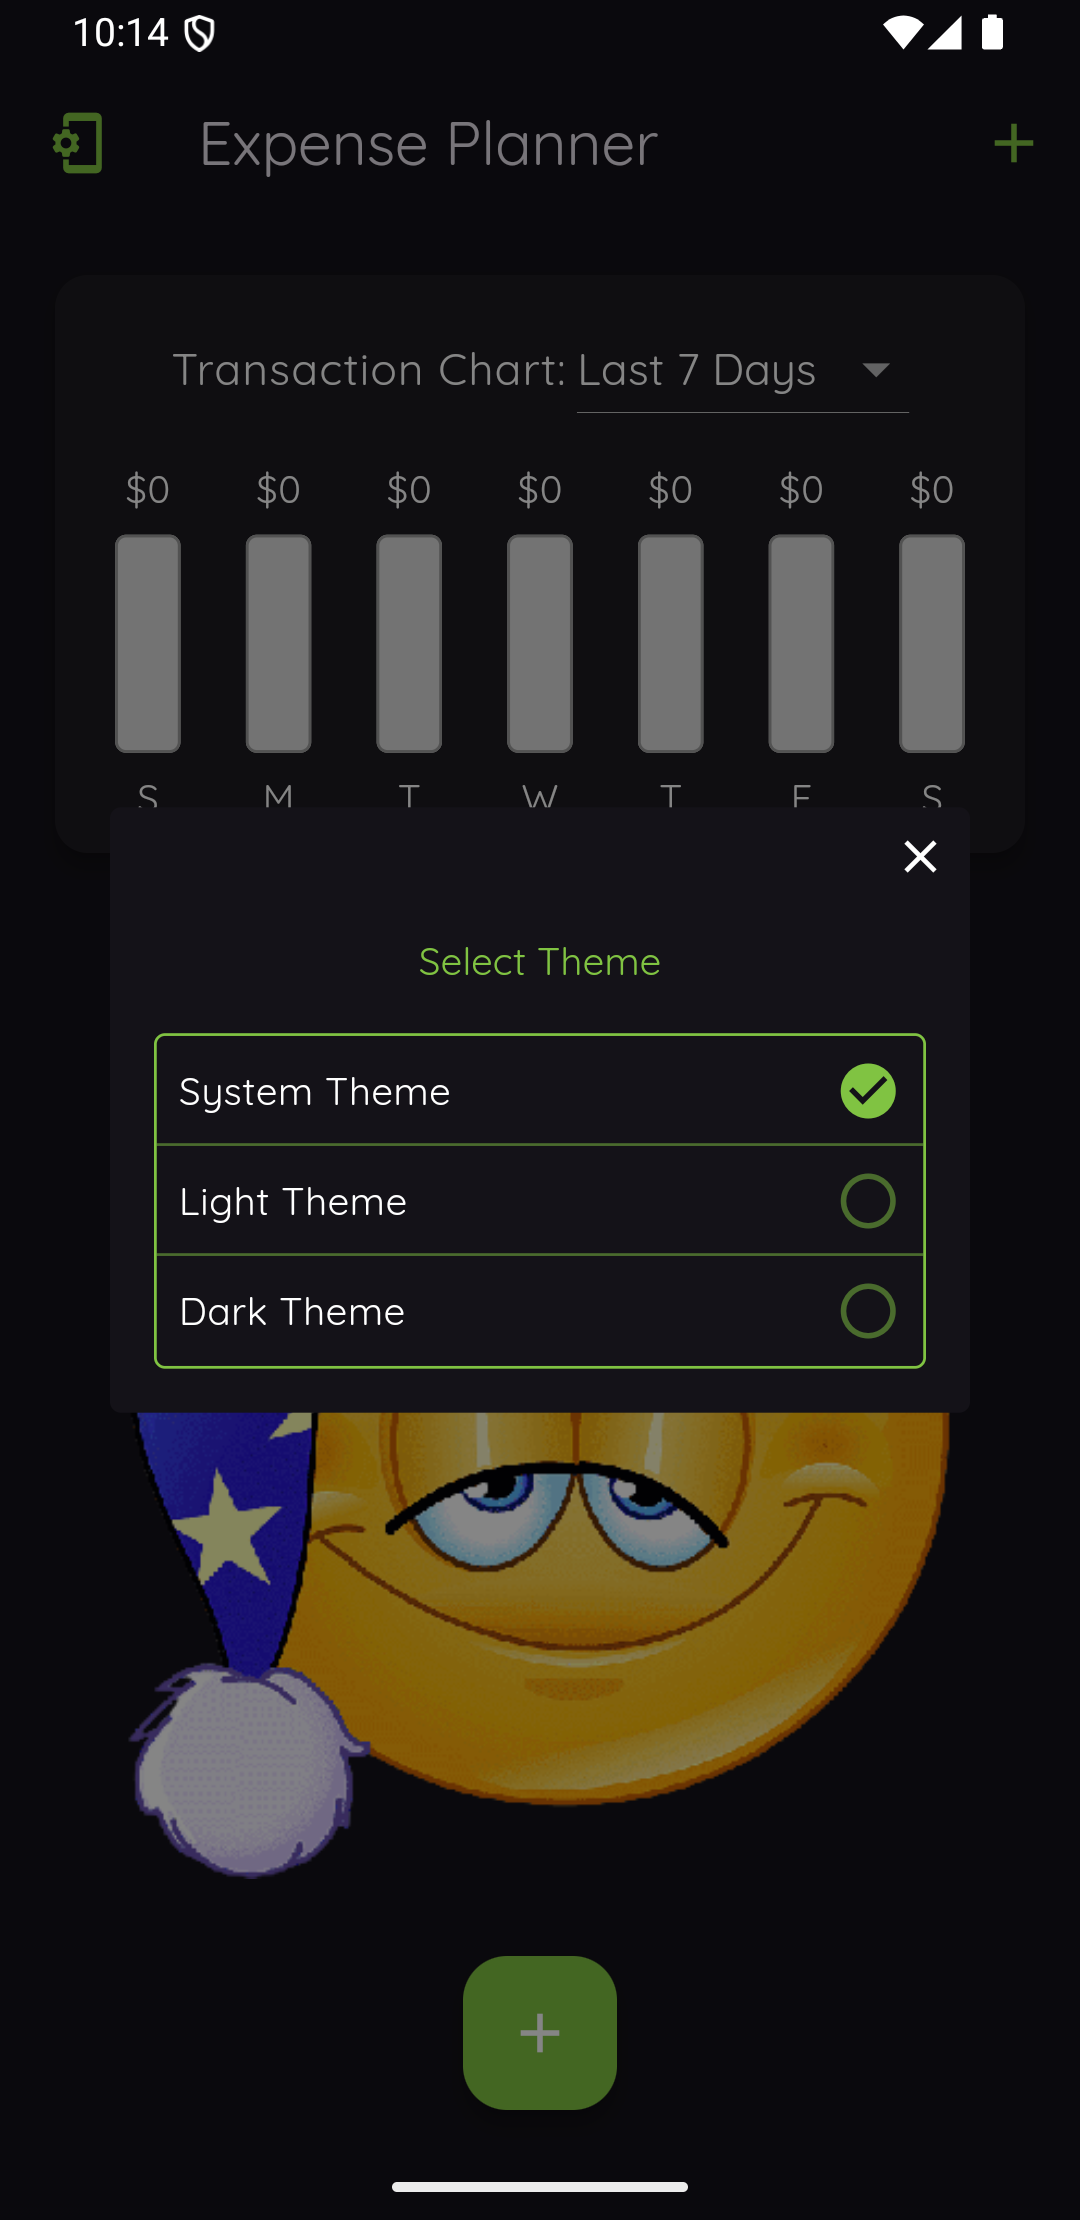 10:14
Expense Planner
Transaction Chart: Last 7 Days
$0 $0 $0 $0 $0 $0 $0
S M T W T F S
Select Theme
System Theme
Light Theme
Dark Theme